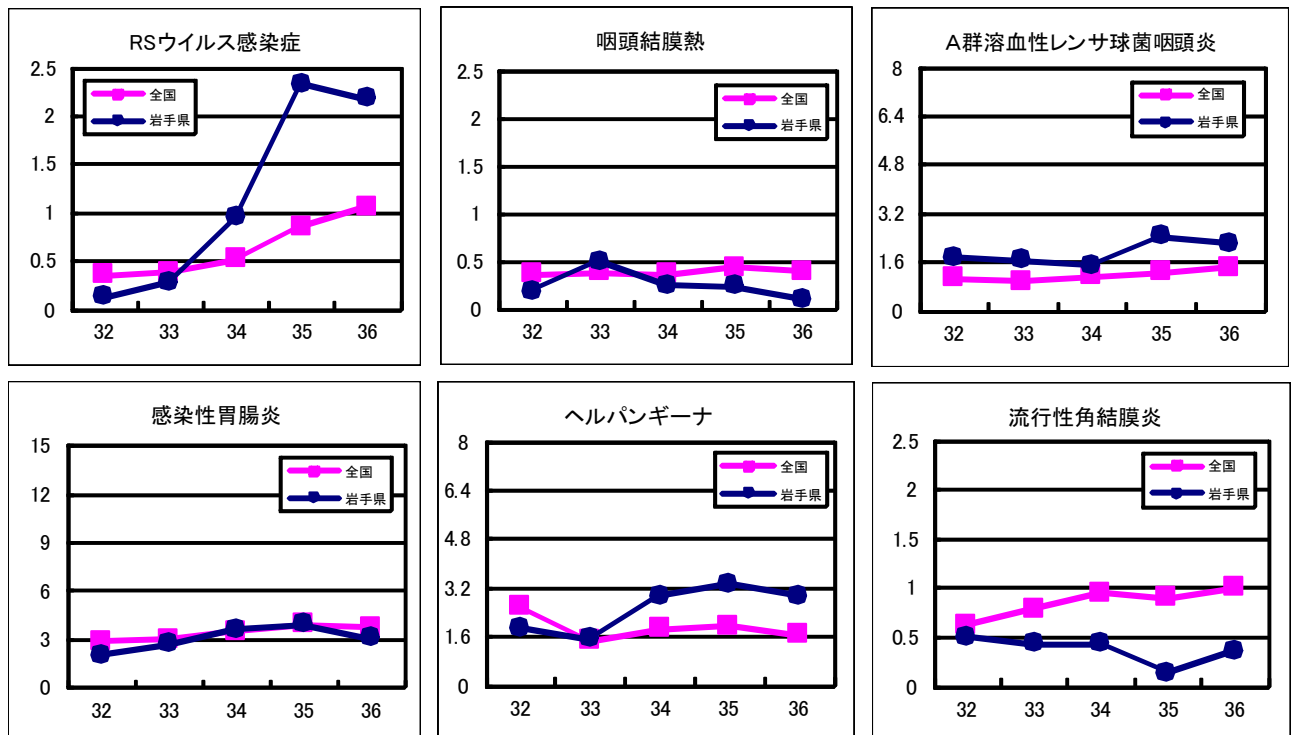 RSウイルス感染症
2.5
2
1.5
1
0.5
0
全国
岩手県
32 33 34 35 36
咽頭結膜熱
2.5
2
1.5
1
0.5
0
全国
岩手県
32 33 34 35 36
A群溶血性レンサ球菌咽頭炎
8
6.4
4.8
3.2
1.6
0
全国
岩手県
32 33 34 35 36
感染性胃腸炎
15
12
9
6
3
0
全国
岩手県
32 33 34 35 36
ヘルパンギーナ
8
6.4
4.8
3.2
1.6
0
全国
岩手県
32 33 34 35 36
流行性角結膜炎
2.5
2
1.5
1
0.5
0
全国
岩手県
32 33 34 35 36